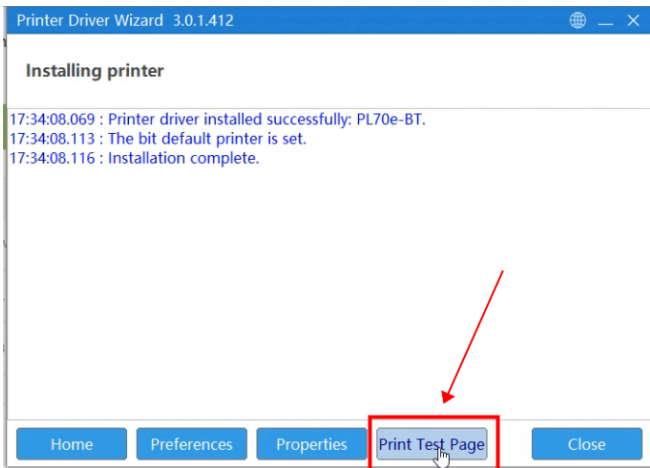 Printer Driver Wizard 3.0.1.412
Installing printer
17:34:08.069 : Printer driver installed successfully: PL70e-BT.
17:34:08.113 : The bit default printer is set.
17:34:08.116 : Installation complete.
Home Preferences Properties Print Test Page Close